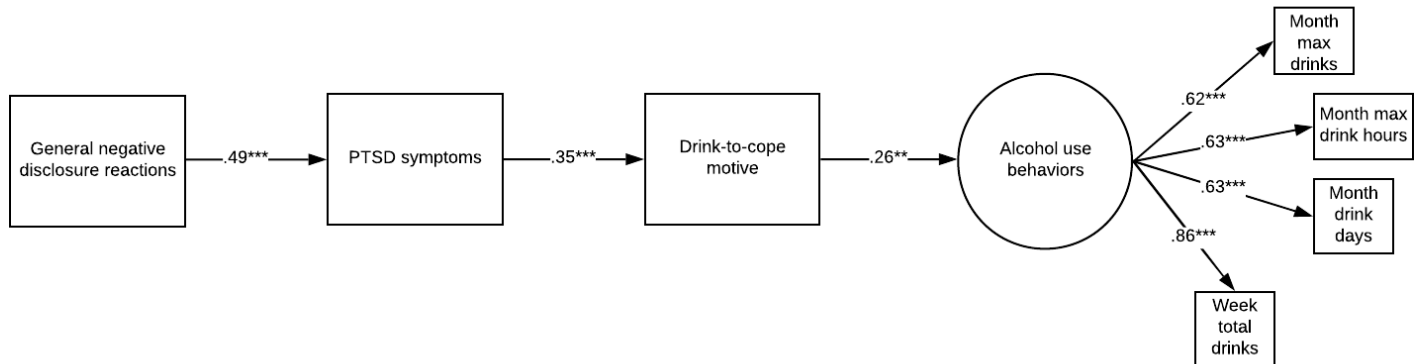 General negative
disclosure reactions
.49***
PTSD symptoms
.35***
Drink-to-cope
motive
.26**
Alcohol use
behaviors
.62***
.63***
.63***
.86***
Month
max
drinks
Month max
drink hours
Month
drink
days
Week
total
drinks